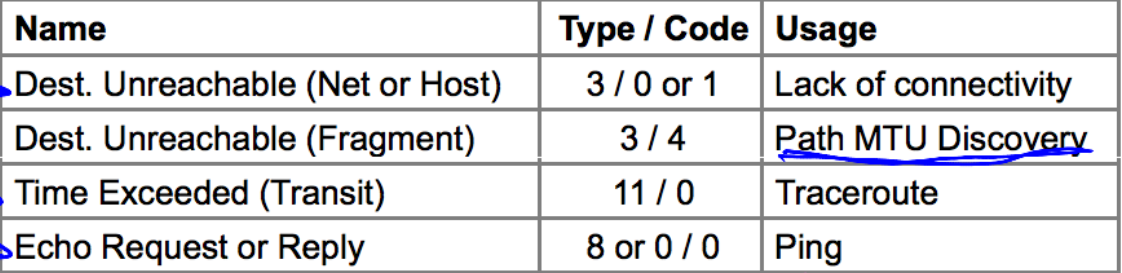 Name Type / Code Usage
Dest. Unreachable (Net or Host) 3 / 0 or 1 Lack of connectivity
Dest. Unreachable (Fragment) 3 / 4 Path MTU Discovery
Time Exceeded (Transit) 11 / 0 Traceroute
Echo Request or Reply 8 or 0 / 0 Ping